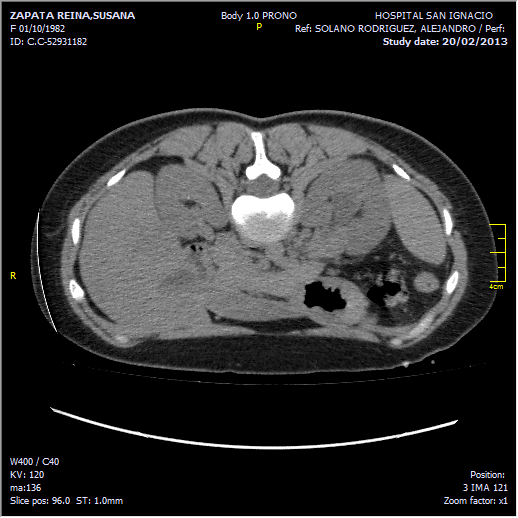 ZAPATA REINA,SUSANA
F 01/10/1982
ID: C.C-52931182
Body 1.0 PRONO
P
HOSPITAL SAN IGNACIO
Ref: SOLANO RODRIGUEZ, ALEJANDRO / Perf:
Study date: 20/02/2013
R
4cm
W400 / C40
KV: 120
ma:136
Slice pos: 96.0 ST: 1.0mm
Position:
3 IMA 121
Zoom factor: x1